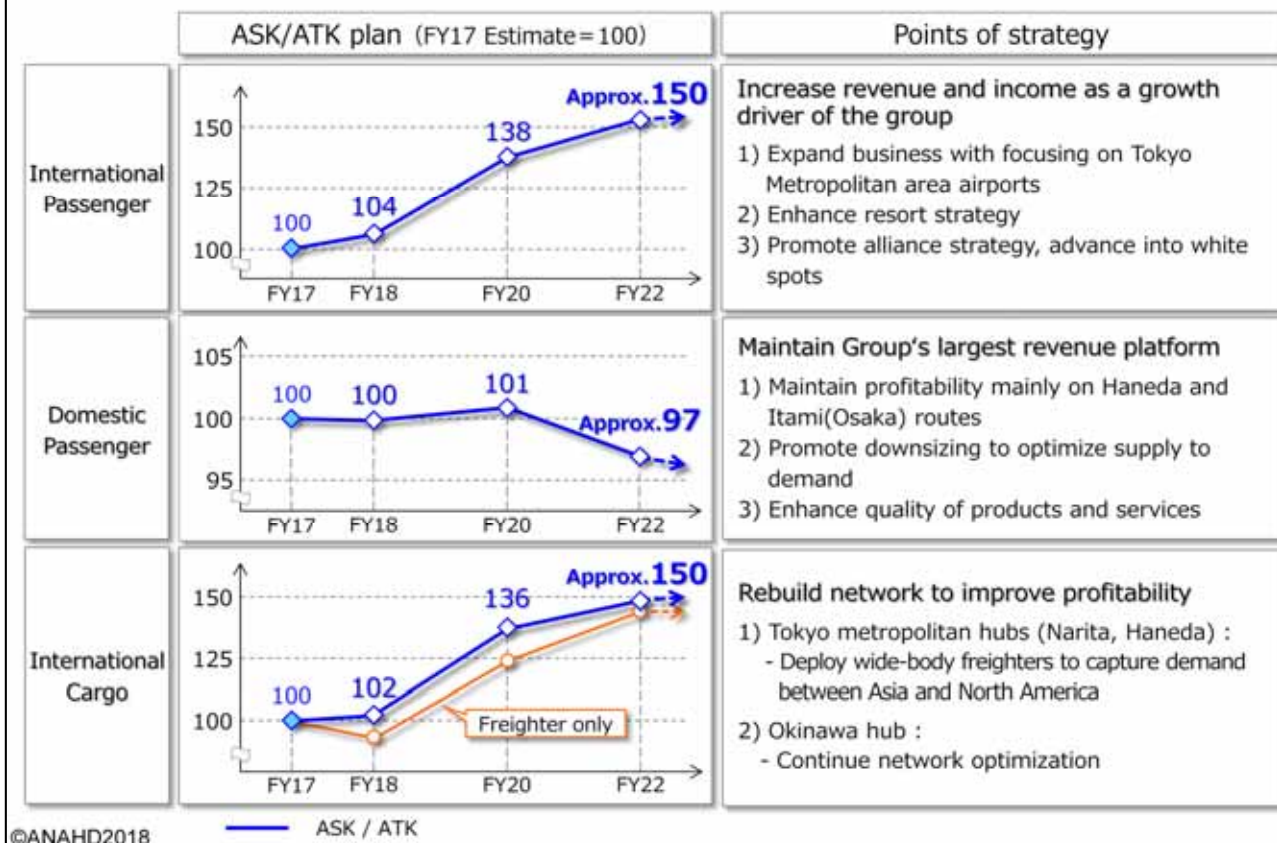 ASK/ATK plan (FY17 Estimate=100)
Points of strategy
International
Passenger
150
125
100
100
104
138
Approx.150
FY17
FY18
FY20
FY22
Increase revenue and income as a growth
driver of the group
1) Expand business with focusing on Tokyo
Metropolitan area airports
2) Enhance resort strategy
3) Promote alliance strategy, advance into white
spots
Domestic
Passenger
105
100
95
100
100
101
Approx.97
FY17
FY18
FY20
FY22
Maintain Group's largest revenue platform
1) Maintain profitability mainly on Haneda and
Itami(Osaka) routes
2) Promote downsizing to optimize supply to
demand
3) Enhance quality of products and services
International
Cargo
150
125
100
100
102
136
Approx.150
Freighter only
FY17
FY18
FY20
FY22
Rebuild network to improve profitability
1) Tokyo metropolitan hubs (Narita, Haneda) :
- Deploy wide-body freighters to capture demand
between Asia and North America
2) Okinawa hub :
- Continue network optimization
ASK / ATK
©ANAHD2018